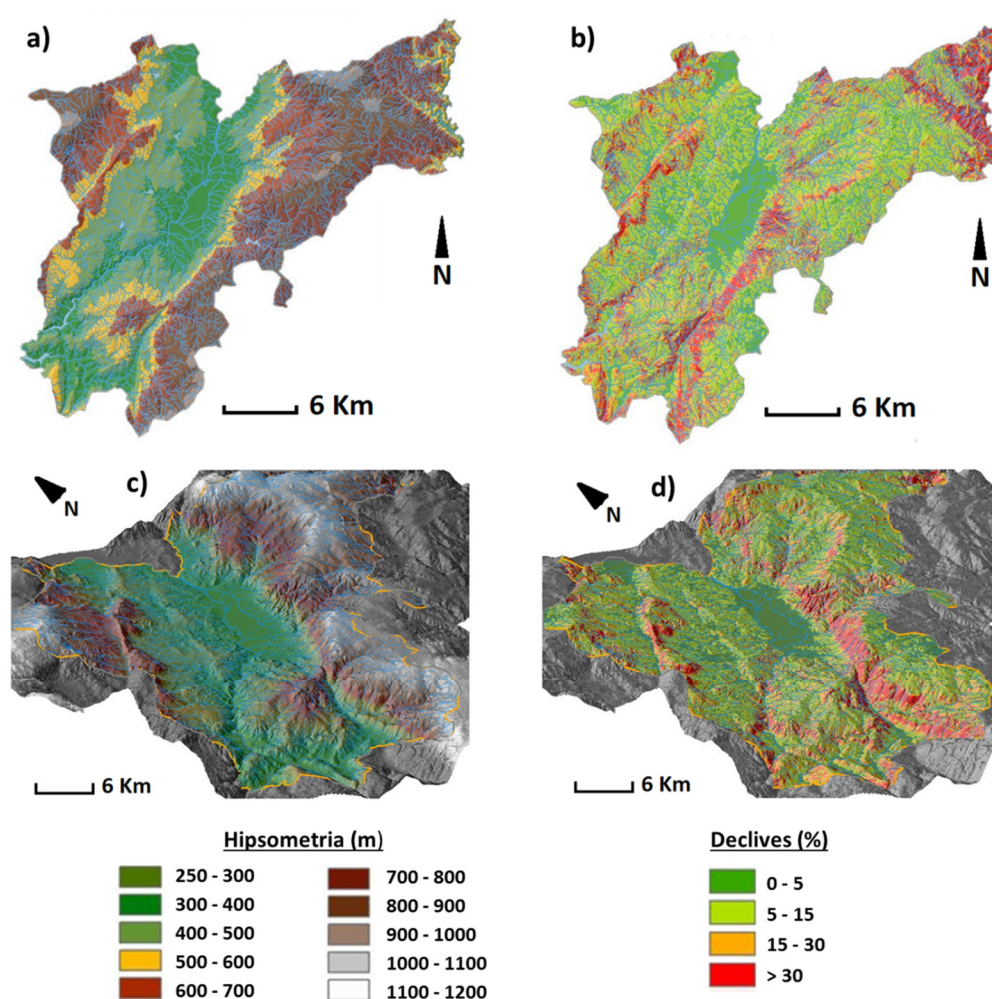 a)
b)
N
N
6 Km
6 Km
c)
d)
N
N
6 Km
6 Km
Hipsometria (m)
250 - 300
300 - 400
400 - 500
500 - 600
600 - 700
700 - 800
800 - 900
900 - 1000
1000 - 1100
1100 - 1200
Declives (%)
0 - 5
5 - 15
15 - 30
> 30